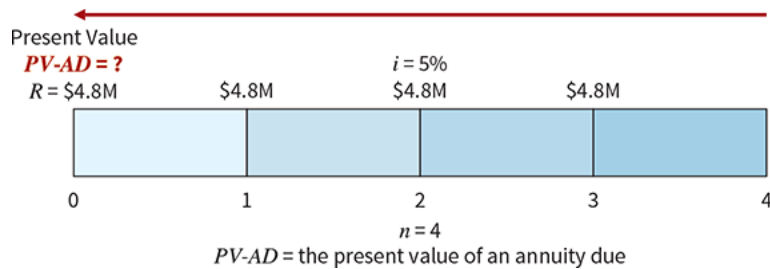 Present Value
PV-AD = ?
i = 5%
R = $4.8M $4.8M $4.8M $4.8M
0 1 2 3 4
n = 4
PV-AD = the present value of an annuity due